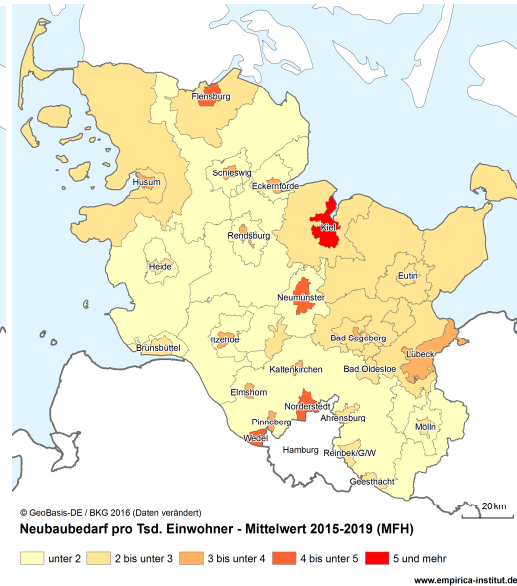 Flensburg
Schleswig
Husum
Eckernförde
Kiel
Rendsburg
Heide
Eutin
Neumünster
Itzehoe
Bad Segeberg
Brunsbüttel
Lübeck
Kaltenkirchen
Bad Oldesloe
Elmshorn
Norderstedt
Ahrensburg
Pinneberg
Mölln
Wedel
Hamburg
Reinbek/G/W
Geesthacht
20 km
© GeoBasis-DE / BKG 2016 (Daten verändert)
Neubaubedarf pro Tsd. Einwohner - Mittelwert 2015-2019 (MFH)
unter 2 2 bis unter 3 3 bis unter 4 4 bis unter 5 5 und mehr
www.empirica-institut.de